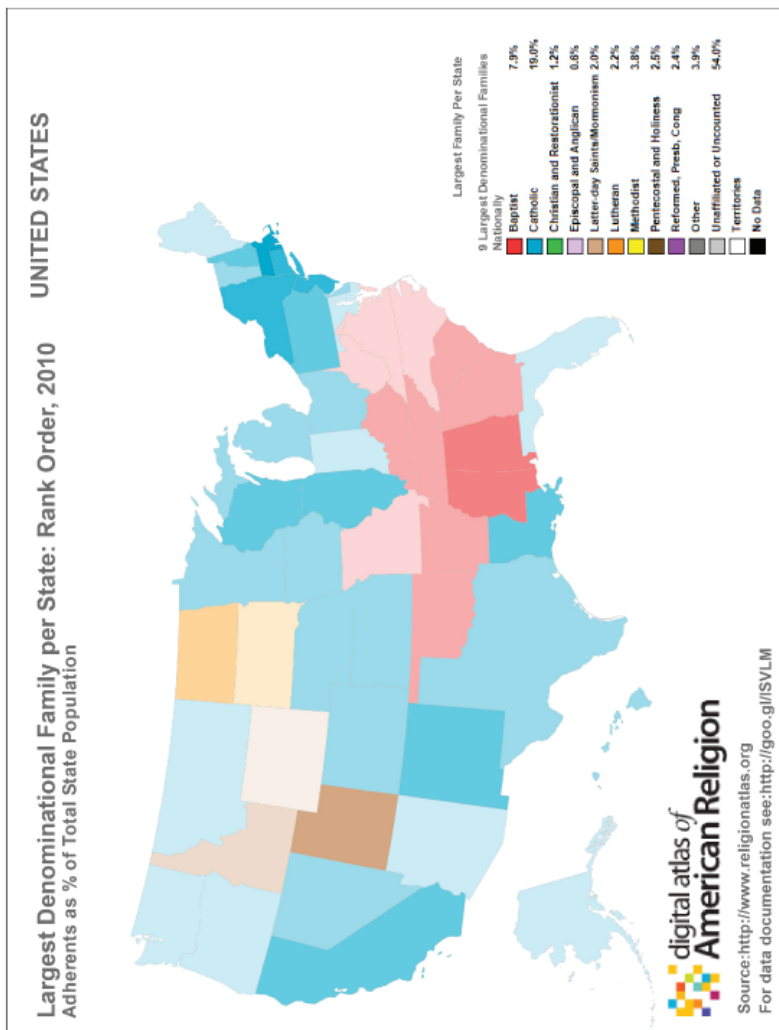 Largest Denominational Family per State: Rank Order, 2010
UNITED STATES
Adherents as % of Total State Population
Largest Family Per State
9 Largest Denominational Families
Nationally
Baptist 7.9%
Catholic 19.0%
Christian and Restorationist 1.2%
Episcopal and Anglican 0.6%
Latter-day Saints/Mormonism 2.0%
Lutheran 2.2%
Methodist 3.8%
Pentecostal and Holiness 2.5%
Reformed, Presb, Cong 2.4%
Other 3.9%
Unaffiliated or Uncounted 54.0%
Territories
No Data
digital atlas of
American Religion
Source:http://www.religionatlas.org
For data documentation see:http://goo.gl/ISVLM